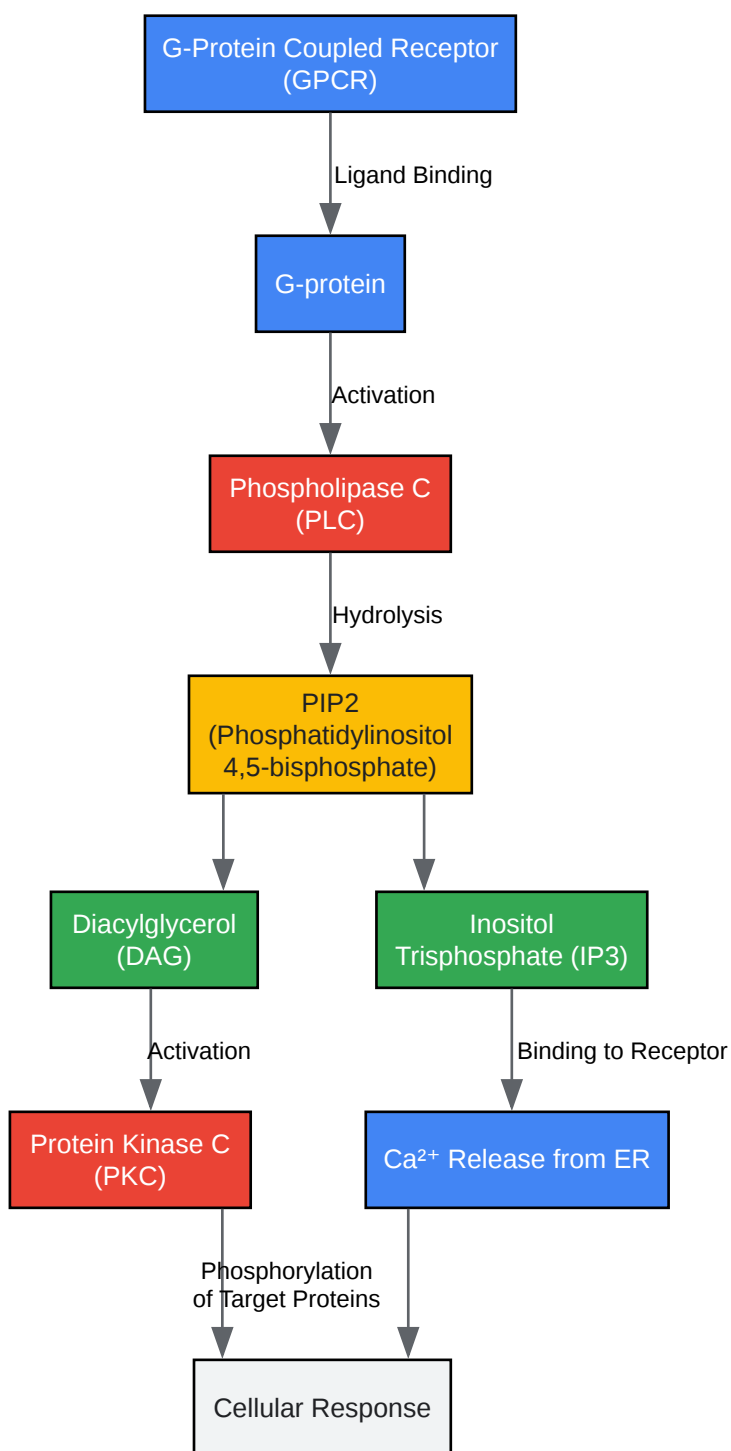 G-Protein Coupled Receptor
(GPCR)
Ligand Binding
G-protein
Activation
Phospholipase C
(PLC)
Hydrolysis
PIP2
(Phosphatidylinositol
4,5-bisphosphate)
Diacylglycerol
(DAG)
Inositol
Trisphosphate (IP3)
Activation
Binding to Receptor
Protein Kinase C
(PKC)
Ca²⁺ Release from ER
Phosphorylation
of Target Proteins
Cellular Response